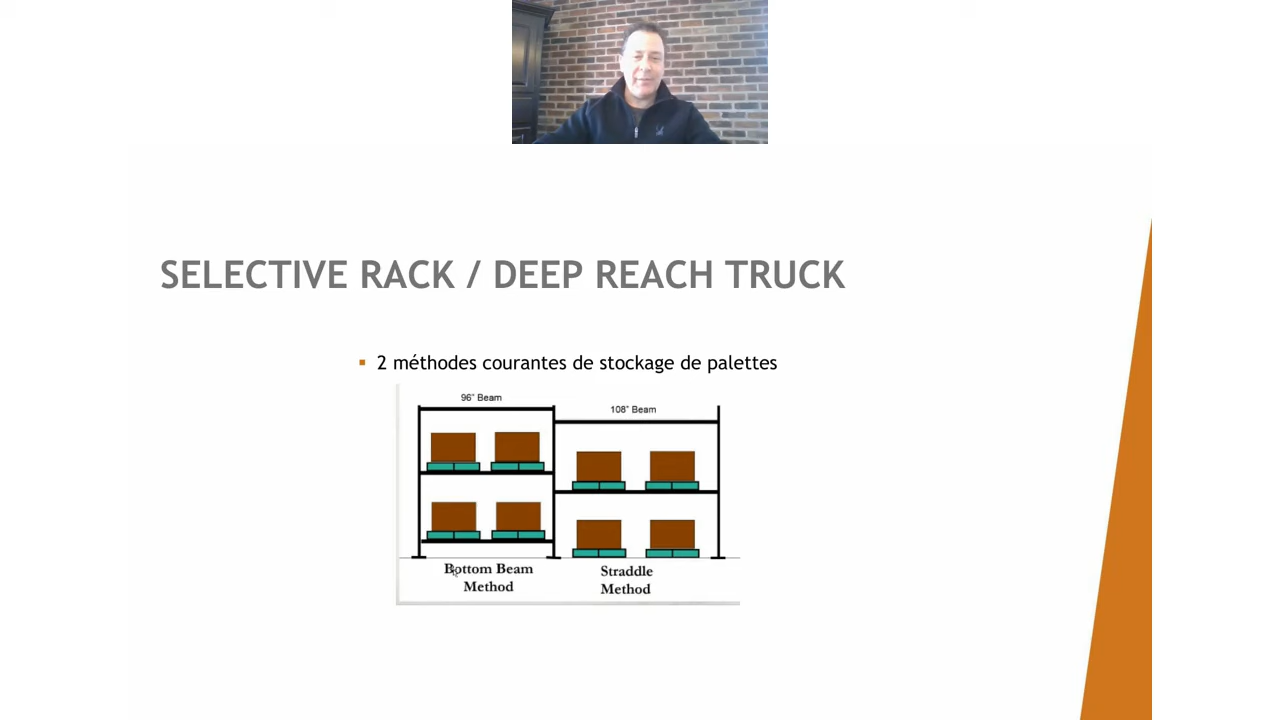 SELECTIVE RACK / DEEP REACH TRUCK
▪ 2 méthodes courantes de stockage de palettes
96" Beam
108" Beam
Bottom Beam
Method
Straddle
Method